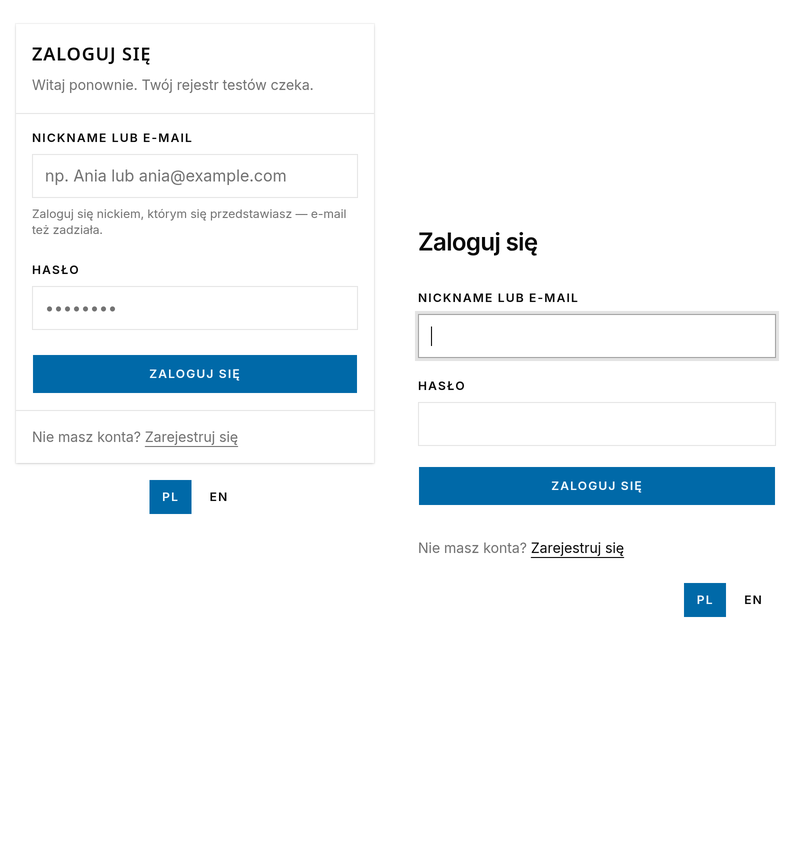 ZALOGUJ SIĘ
Witaj ponownie. Twój rejestr testów czeka.
NICKNAME LUB E-MAIL
np. Ania lub ania@example.com
Zaloguj się nickiem, którym się przedstawiasz — e-mail
też zadziała.
HASŁO
••••••••
ZALOGUJ SIĘ
Nie masz konta? Zarejestruj się
PL EN
Zaloguj się
NICKNAME LUB E-MAIL
HASŁO
ZALOGUJ SIĘ
Nie masz konta? Zarejestruj się
PL EN